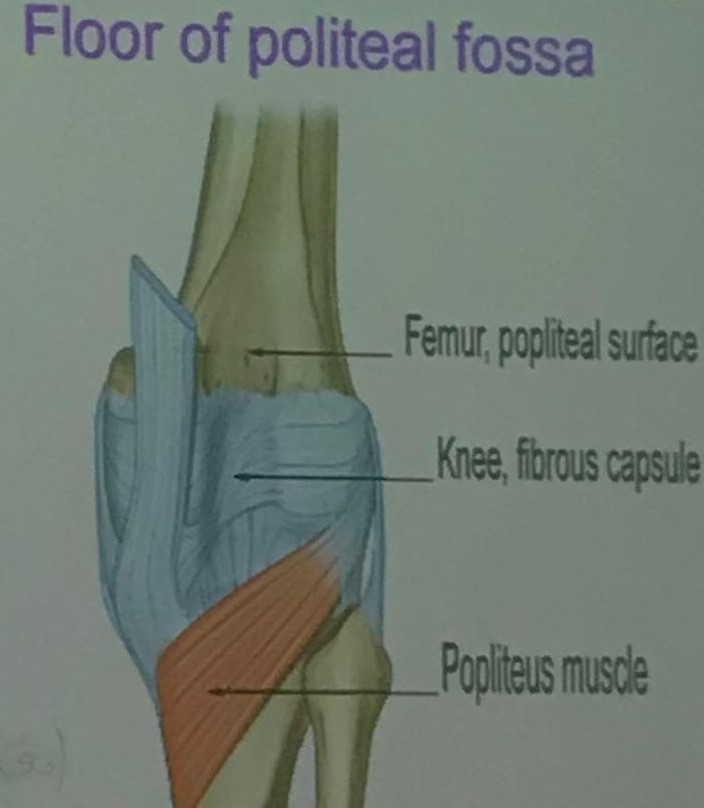 Floor of politeal fossa
Femur, popliteal surface
Knee, fibrous capsule
Popliteus muscle